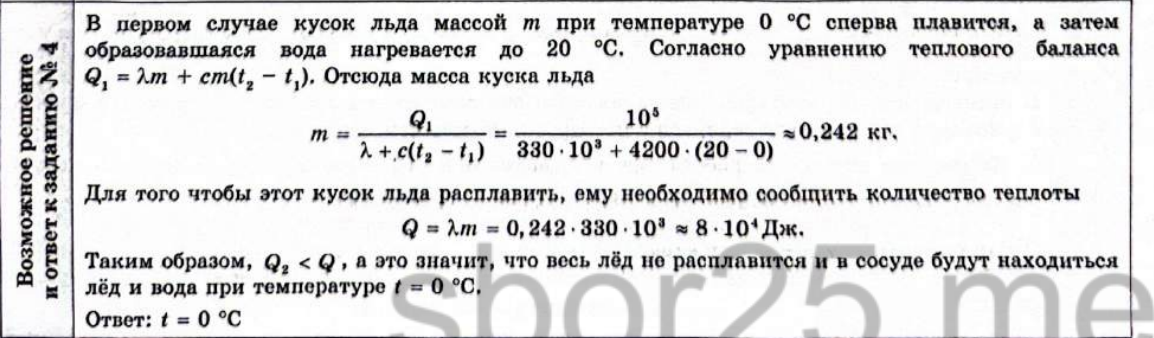 Возможное решение
и ответ к заданию № 4
В первом случае кусок льда массой m при температуре 0 °C сперва плавится, а затем
образовавшаяся вода нагревается до 20 °C. Согласно уравнению теплового баланса
Q₁ = λm + cm(t₂ − t₁). Отсюда масса куска льда
m = Q₁ / (λ + c(t₂ − t₁)) = 10⁵ / (330 · 10³ + 4200 · (20 − 0)) ≈ 0,242 кг.
Для того чтобы этот кусок льда расплавить, ему необходимо сообщить количество теплоты
Q = λm = 0,242 · 330 · 10³ ≈ 8 · 10⁴ Дж.
Таким образом, Q₂ < Q, а это значит, что весь лёд не расплавится и в сосуде будут находиться
лёд и вода при температуре t = 0 °C.
Ответ: t = 0 °C
sbor25.me